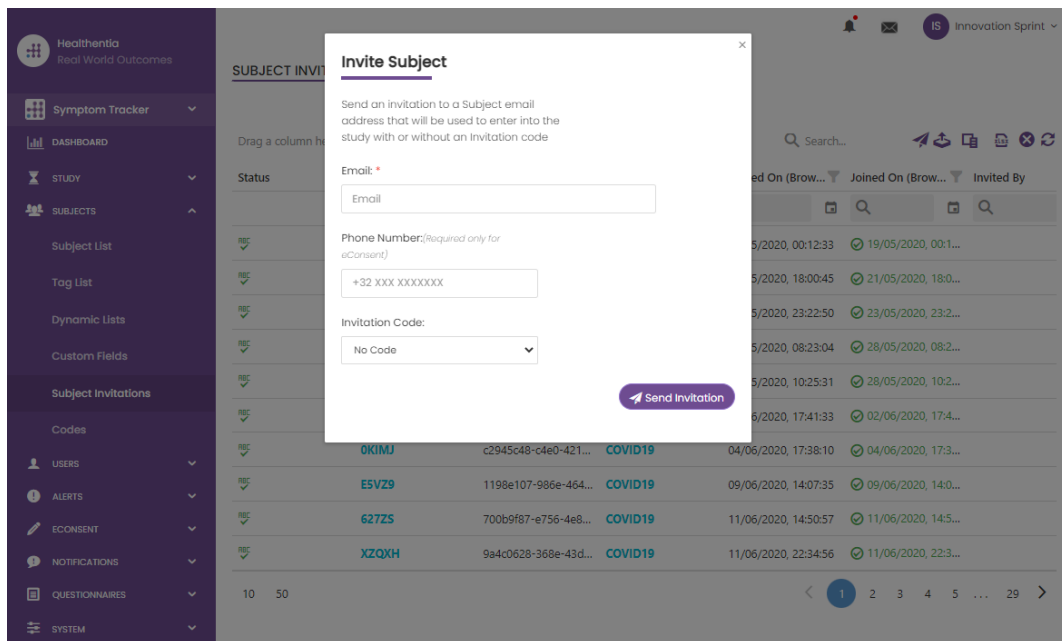 Healthentia
Real World Outcomes
Symptom Tracker
DASHBOARD
STUDY
SUBJECTS
Subject List
Tag List
Dynamic Lists
Custom Fields
Subject Invitations
Codes
USERS
ALERTS
ECONSENT
NOTIFICATIONS
QUESTIONNAIRES
SYSTEM
IS Innovation Sprint
SUBJECT INVIT
Drag a column he
Search...
Status
ed On (Brow... Joined On (Brow... Invited By
5/2020, 00:12:33 19/05/2020, 00:1...
5/2020, 18:00:45 21/05/2020, 18:0...
5/2020, 23:22:50 23/05/2020, 23:2...
5/2020, 08:23:04 28/05/2020, 08:2...
5/2020, 10:25:31 28/05/2020, 10:2...
6/2020, 17:41:33 02/06/2020, 17:4...
0KIMJ c2945c48-c4e0-421... COVID19 04/06/2020, 17:38:10 04/06/2020, 17:3...
E5VZ9 1198e107-986e-464... COVID19 09/06/2020, 14:07:35 09/06/2020, 14:0...
627ZS 700b9f87-e756-4e8... COVID19 11/06/2020, 14:50:57 11/06/2020, 14:5...
XZQXH 9a4c0628-368e-43d... COVID19 11/06/2020, 22:34:56 11/06/2020, 22:3...
10 50
1 2 3 4 5 ... 29
Invite Subject
Send an invitation to a Subject email
address that will be used to enter into the
study with or without an Invitation code
Email: *
Email
Phone Number:(Required only for
eConsent)
+32 XXX XXXXXXX
Invitation Code:
No Code
Send Invitation